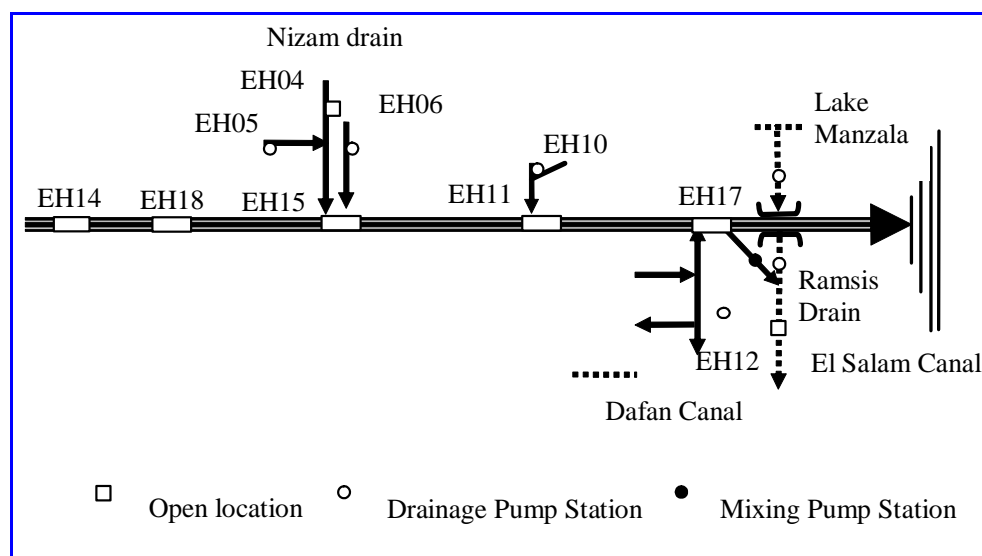 Nizam drain
EH04
EH06
EH05
Lake
Manzala
EH10
EH14
EH18
EH15
EH11
EH17
Ramsis
Drain
EH12
El Salam Canal
Dafan Canal
Open location
Drainage Pump Station
Mixing Pump Station